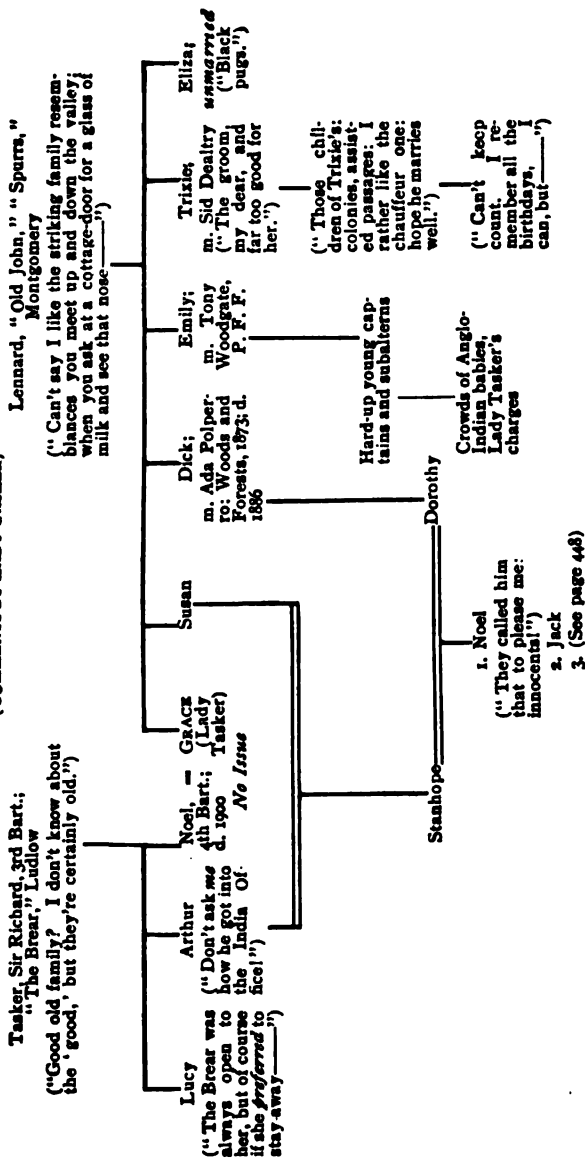 Tasker, Sir Richard, 3rd Bart.;
"The Brear," Ludlow
("Good old family? I don't know about
the 'good,' but they're certainly old.")
Lennard, "Old John," "Spurrs,"
Montgomery
("Can't say I like the striking family resem-
blances you meet up and down the valley;
when you ask at a cottage-door for a glass of
milk and see that nose——")
Lucy
("The Brear was
always open to
her, but of course
if she preferred to
stay away——")
Arthur
("Don't ask me
how he got into
the India Of-
fice!")
Noel, = GRACE
4th Bart.; (Lady
d. 1900 Tasker)
No Issue
Susan
Dick;
m. Ada Polper-
ro: Woods and
Forests, 1873; d.
1886
Emily;
m. Tony
Woodgate,
P. F. F.
Trixie;
m. Sid Dealtry
("The groom,
my dear, and
far too good for
her.")
Eliza;
unmarried
("Black
pugs.")
Hard-up young cap-
tains and subalterns
Crowds of Anglo-
Indian babies,
Lady Tasker's
charges
("Those chil-
dren of Trixie's:
colonies, assist-
ed passages: I
rather like the
chauffeur one:
hope he marries
well.")
("Can't keep
count. I re-
member all the
birthdays, I
can, but——")
Stanhope
Dorothy
1. Noel
("They called him
that to please me:
innocents!")
2. Jack
3. (See page 448)